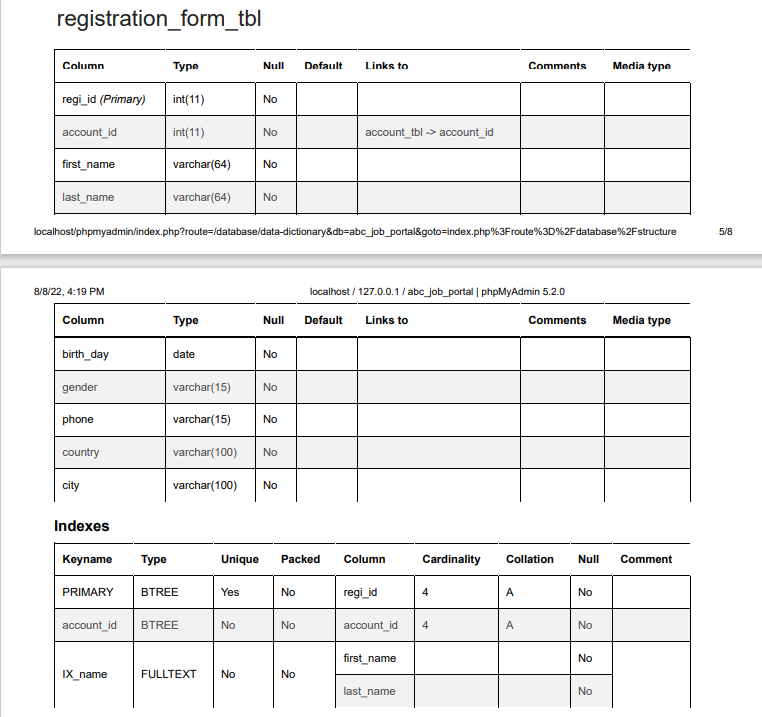 registration_form_tbl
Column Type Null Default Links to Comments Media type
regi_id (Primary) int(11) No
account_id int(11) No account_tbl -> account_id
first_name varchar(64) No
last_name varchar(64) No
localhost/phpmyadmin/index.php?route=/database/data-dictionary&db=abc_job_portal&goto=index.php%3Froute%3D%2Fdatabase%2Fstructure 5/8
8/8/22, 4:19 PM localhost / 127.0.0.1 / abc_job_portal | phpMyAdmin 5.2.0
Column Type Null Default Links to Comments Media type
birth_day date No
gender varchar(15) No
phone varchar(15) No
country varchar(100) No
city varchar(100) No
Indexes
Keyname Type Unique Packed Column Cardinality Collation Null Comment
PRIMARY BTREE Yes No regi_id 4 A No
account_id BTREE No No account_id 4 A No
IX_name FULLTEXT No No first_name No
last_name No